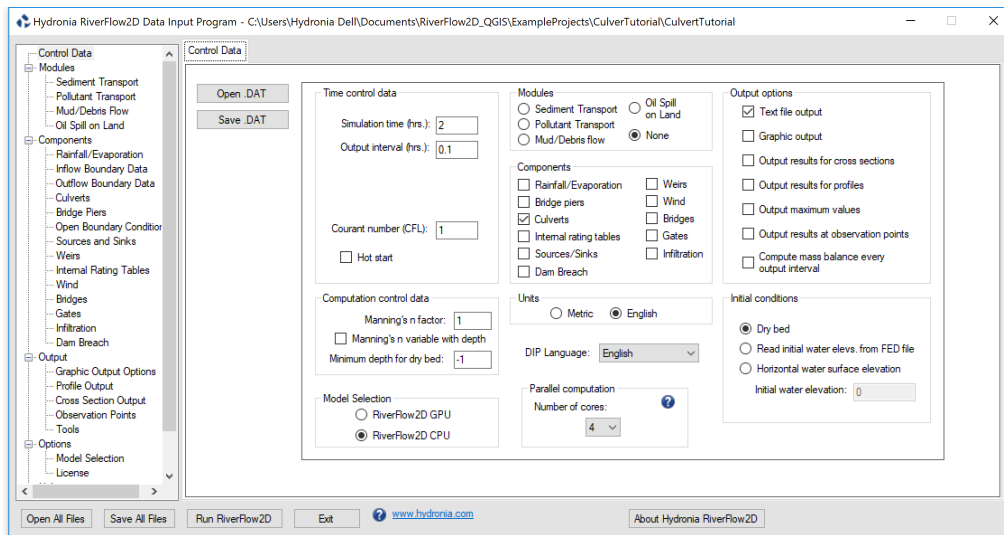 Hydronia RiverFlow2D Data Input Program - C:\Users\Hydronia Dell\Documents\RiverFlow2D_QGIS\ExampleProjects\CulverTutorial\CulvertTutorial
Control Data
Modules
Sediment Transport
Pollutant Transport
Mud/Debris Flow
Oil Spill on Land
Components
Rainfall/Evaporation
Inflow Boundary Data
Outflow Boundary Data
Culverts
Bridge Piers
Open Boundary Condition
Sources and Sinks
Weirs
Internal Rating Tables
Wind
Bridges
Gates
Infiltration
Dam Breach
Output
Graphic Output Options
Profile Output
Cross Section Output
Observation Points
Tools
Options
Model Selection
License
Control Data
Open .DAT
Save .DAT
Time control data
Simulation time (hrs.): 2
Output interval (hrs.): 0.1
Courant number (CFL): 1
Hot start
Computation control data
Manning's n factor: 1
Manning's n variable with depth
Minimum depth for dry bed: -1
Model Selection
RiverFlow2D GPU
RiverFlow2D CPU
Modules
Sediment Transport
Pollutant Transport
Mud/Debris flow
Oil Spill
on Land
None
Components
Rainfall/Evaporation
Bridge piers
Culverts
Internal rating tables
Sources/Sinks
Dam Breach
Weirs
Wind
Bridges
Gates
Infiltration
Units
Metric English
DIP Language: English
Parallel computation
Number of cores:
4
Output options
Text file output
Graphic output
Output results for cross sections
Output results for profiles
Output maximum values
Output results at observation points
Compute mass balance every
output interval
Initial conditions
Dry bed
Read initial water elevs. from FED file
Horizontal water surface elevation
Initial water elevation: 0
Open All Files
Save All Files
Run RiverFlow2D
Exit
www.hydronia.com
About Hydronia RiverFlow2D